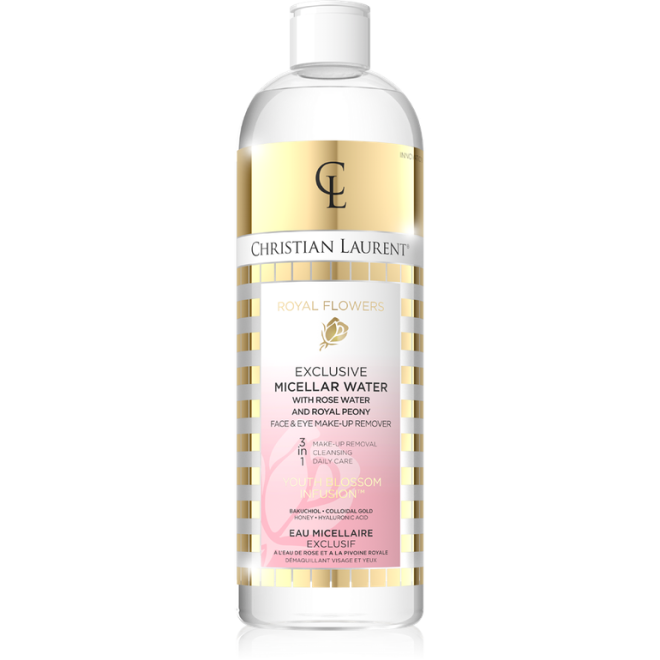 CL
CHRISTIAN LAURENT®
ROYAL FLOWERS
EXCLUSIVE
MICELLAR WATER
WITH ROSE WATER
AND ROYAL PEONY
FACE & EYE MAKE-UP REMOVER
3 in 1
MAKE-UP REMOVAL
CLEANSING
DAILY CARE
YOUTH BLOSSOM
INFUSION™
BAKUCHIOL • COLLOIDAL GOLD
HONEY • HYALURONIC ACID
EAU MICELLAIRE
EXCLUSIF
À L'EAU DE ROSE ET A LA PIVOINE ROYALE
DÉMAQUILLANT VISAGE ET YEUX